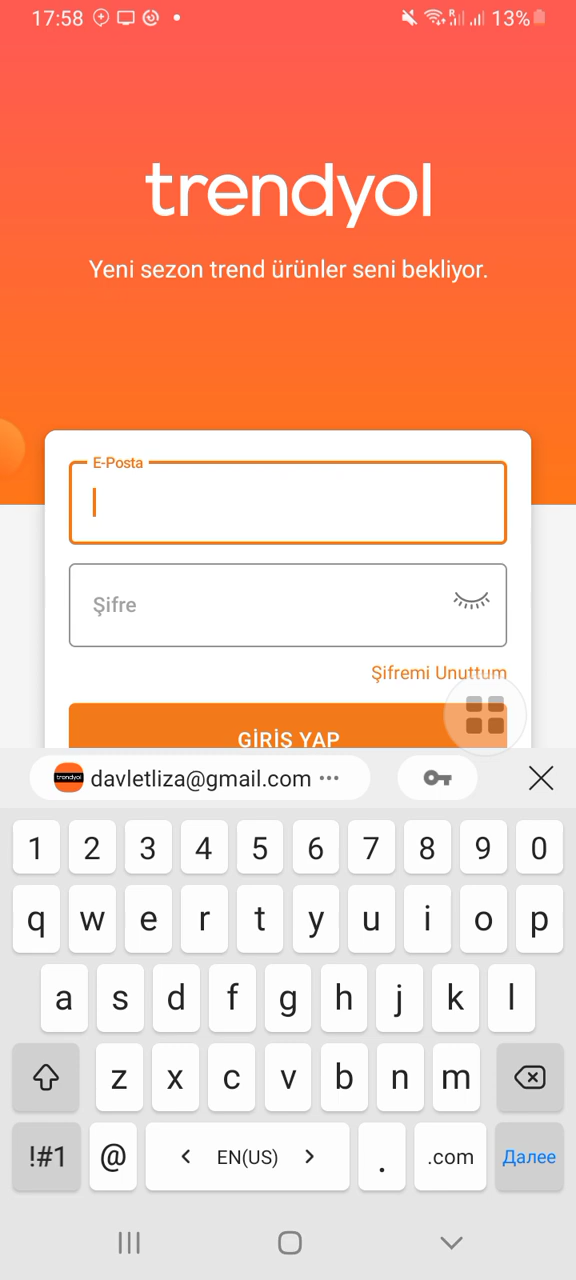 17:58
13%
trendyol
Yeni sezon trend ürünler seni bekliyor.
E-Posta
Şifre
Şifremi Unuttum
GİRİŞ YAP
trendyol davletliza@gmail.com ···
1 2 3 4 5 6 7 8 9 0
q w e r t y u i o p
a s d f g h j k l
z x c v b n m
!#1 @ < EN(US) > . .com Далее